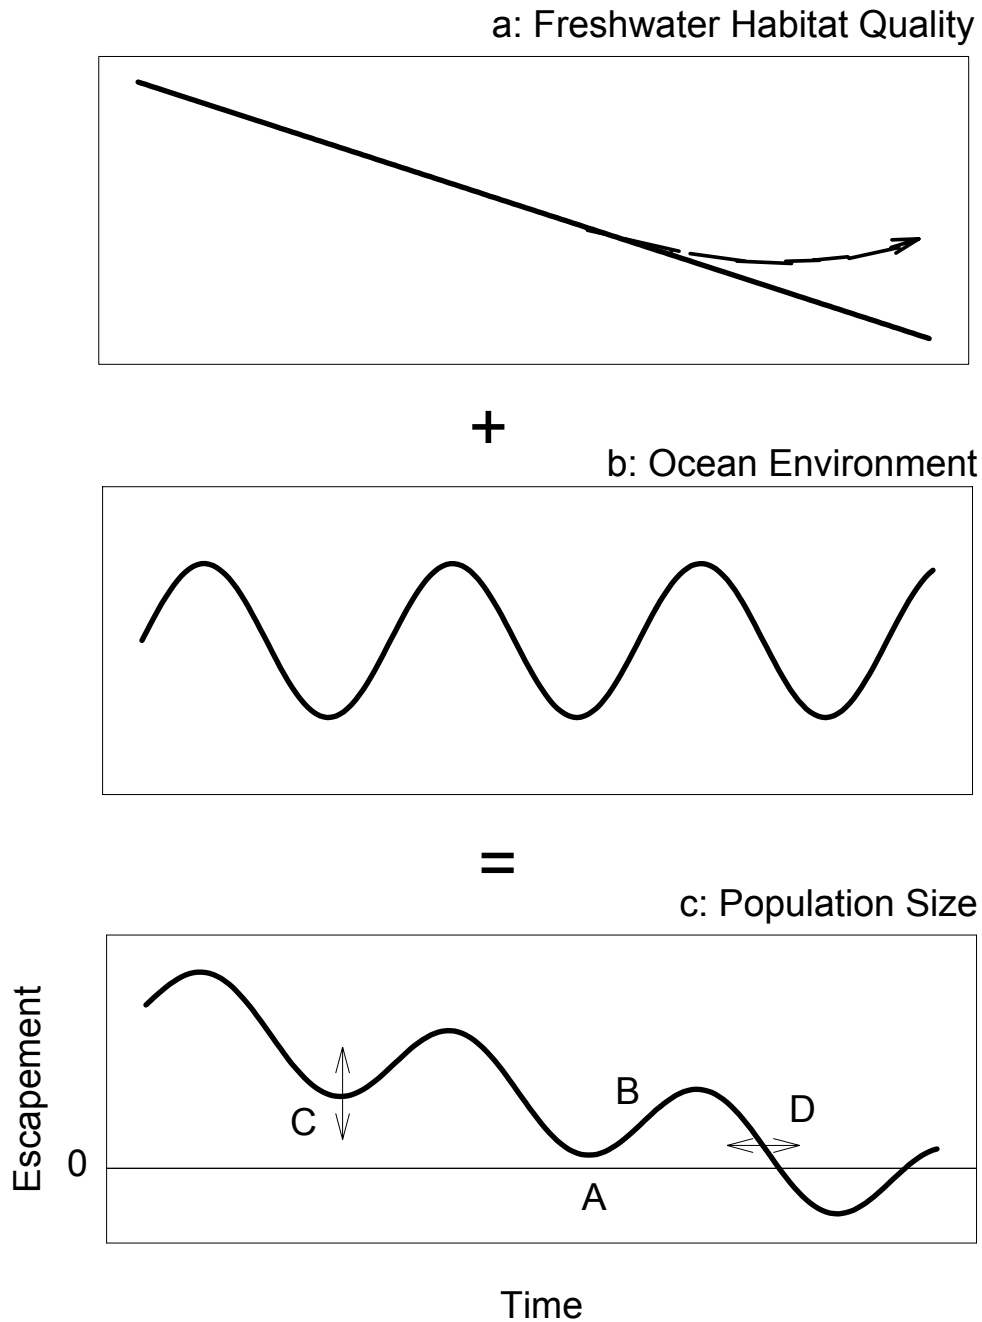 a: Freshwater Habitat Quality
+
b: Ocean Environment
=
c: Population Size
Escapement
0
C
B
D
A
Time